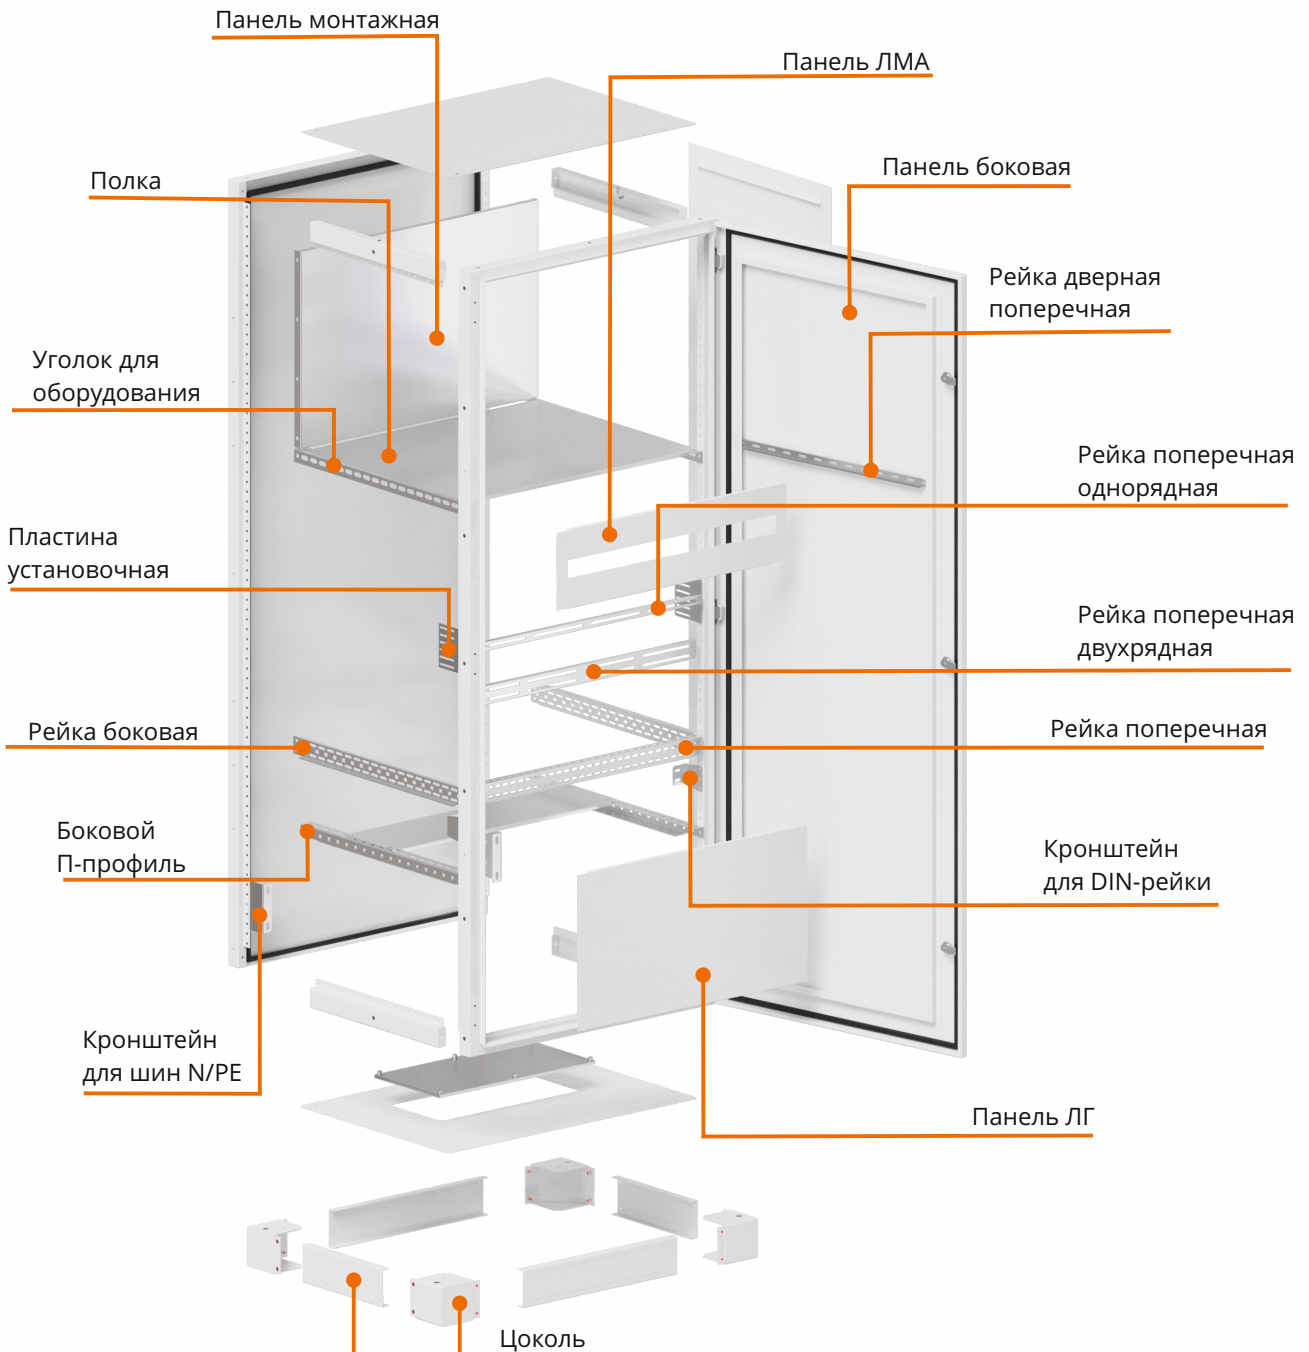 Панель монтажная
Панель ЛМА
Панель боковая
Полка
Рейка дверная
поперечная
Уголок для
оборудования
Рейка поперечная
однорядная
Пластина
установочная
Рейка поперечная
двухрядная
Рейка боковая
Рейка поперечная
Боковой
П-профиль
Кронштейн
для DIN-рейки
Кронштейн
для шин N/PE
Панель ЛГ
Цоколь